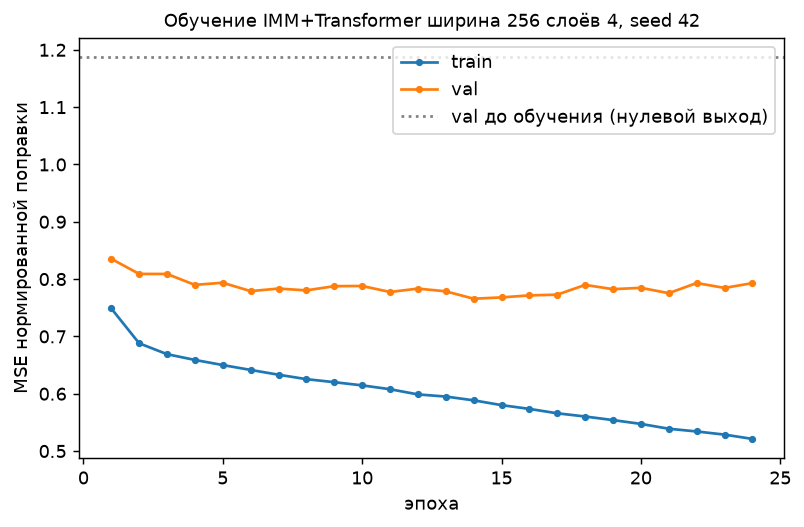 Обучение IMM+Transformer ширина 256 слоёв 4, seed 42
MSE нормированной поправки
1.2
1.1
1.0
0.9
0.8
0.7
0.6
0.5
train
val
val до обучения (нулевой выход)
0 5 10 15 20 25
эпоха